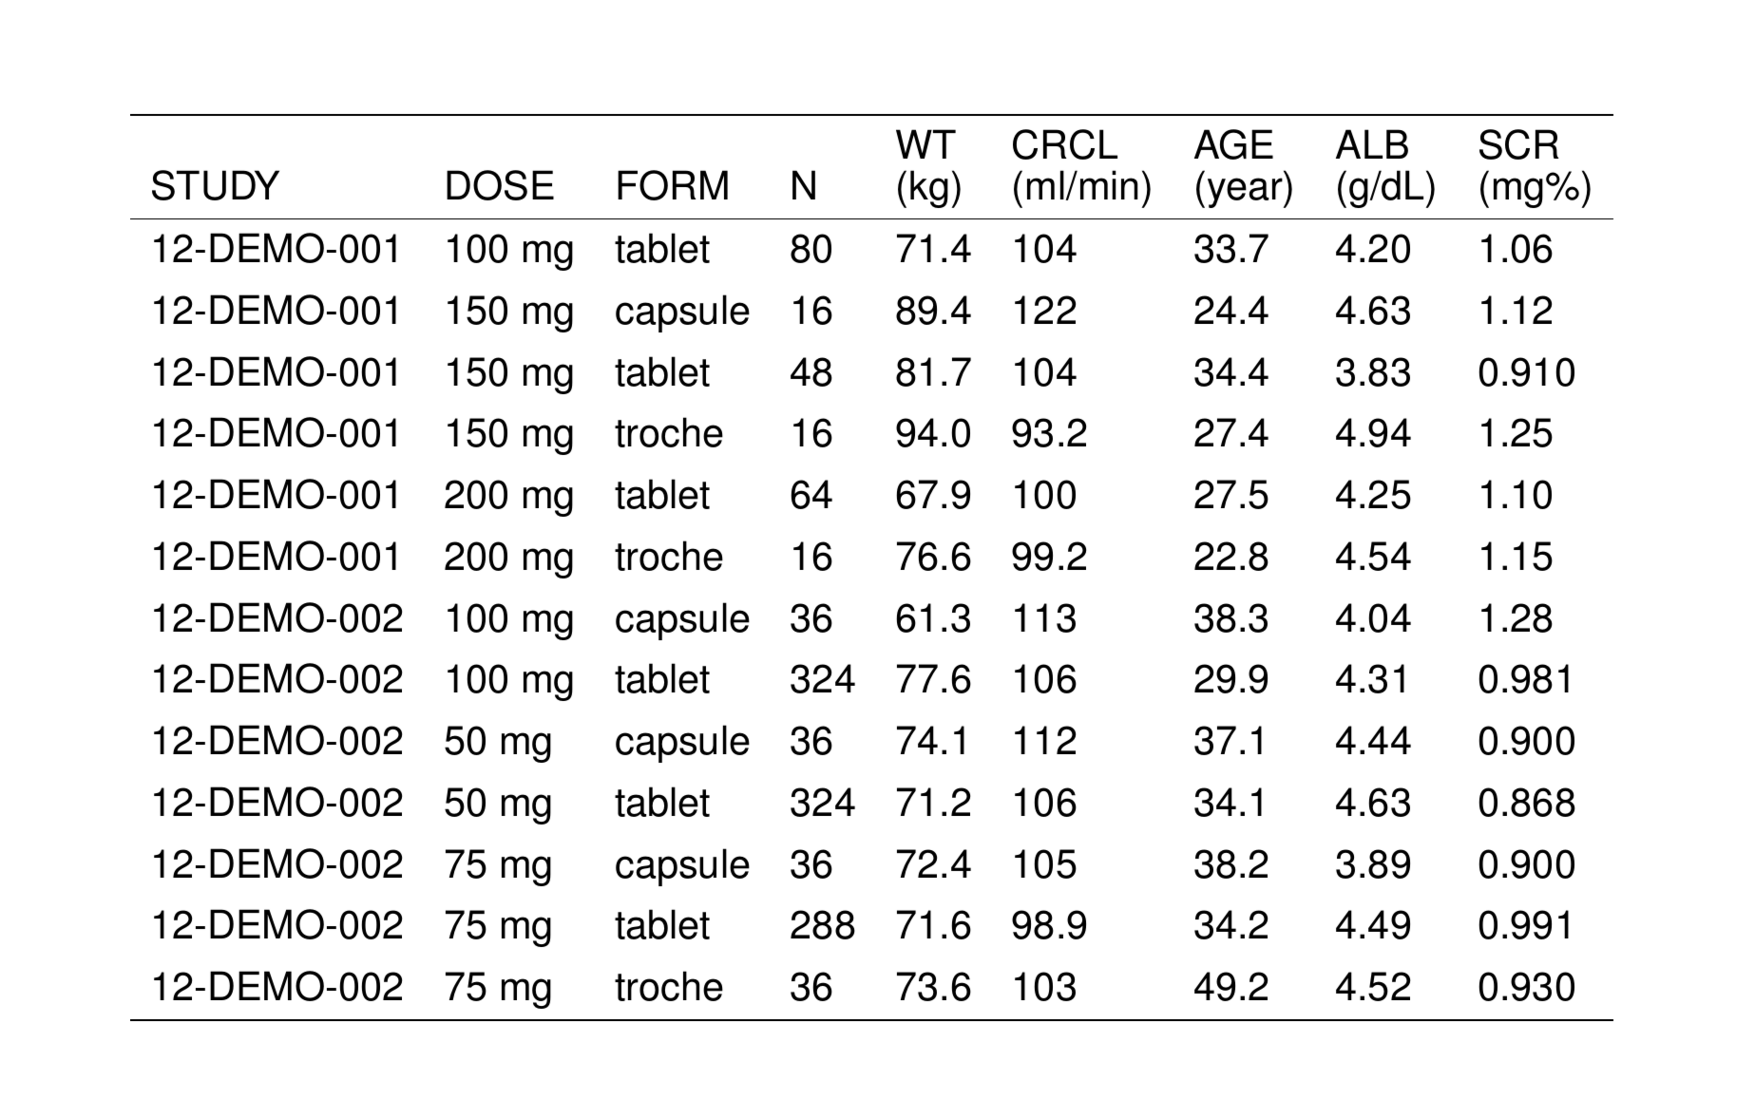 STUDY DOSE FORM N WT (kg) CRCL (ml/min) AGE (year) ALB (g/dL) SCR (mg%)
12-DEMO-001 100 mg tablet 80 71.4 104 33.7 4.20 1.06
12-DEMO-001 150 mg capsule 16 89.4 122 24.4 4.63 1.12
12-DEMO-001 150 mg tablet 48 81.7 104 34.4 3.83 0.910
12-DEMO-001 150 mg troche 16 94.0 93.2 27.4 4.94 1.25
12-DEMO-001 200 mg tablet 64 67.9 100 27.5 4.25 1.10
12-DEMO-001 200 mg troche 16 76.6 99.2 22.8 4.54 1.15
12-DEMO-002 100 mg capsule 36 61.3 113 38.3 4.04 1.28
12-DEMO-002 100 mg tablet 324 77.6 106 29.9 4.31 0.981
12-DEMO-002 50 mg capsule 36 74.1 112 37.1 4.44 0.900
12-DEMO-002 50 mg tablet 324 71.2 106 34.1 4.63 0.868
12-DEMO-002 75 mg capsule 36 72.4 105 38.2 3.89 0.900
12-DEMO-002 75 mg tablet 288 71.6 98.9 34.2 4.49 0.991
12-DEMO-002 75 mg troche 36 73.6 103 49.2 4.52 0.930